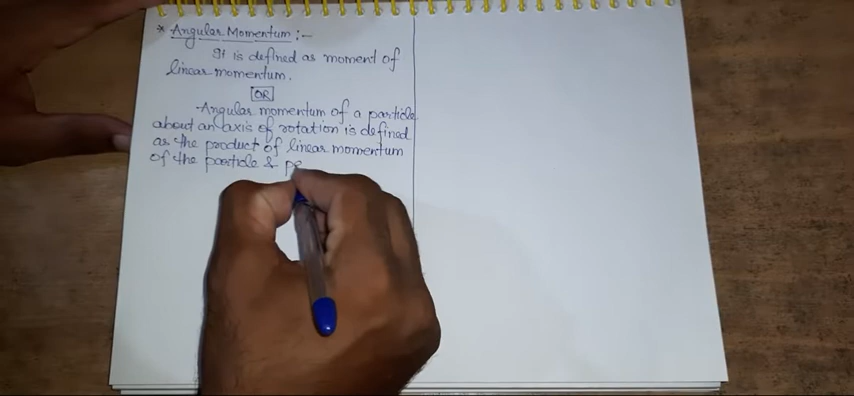 * Angular Momentum :-
It is defined as moment of
linear momentum.
OR
Angular momentum of a particle
about an axis of rotation is defined
as the product of linear momentum
of the particle & pe